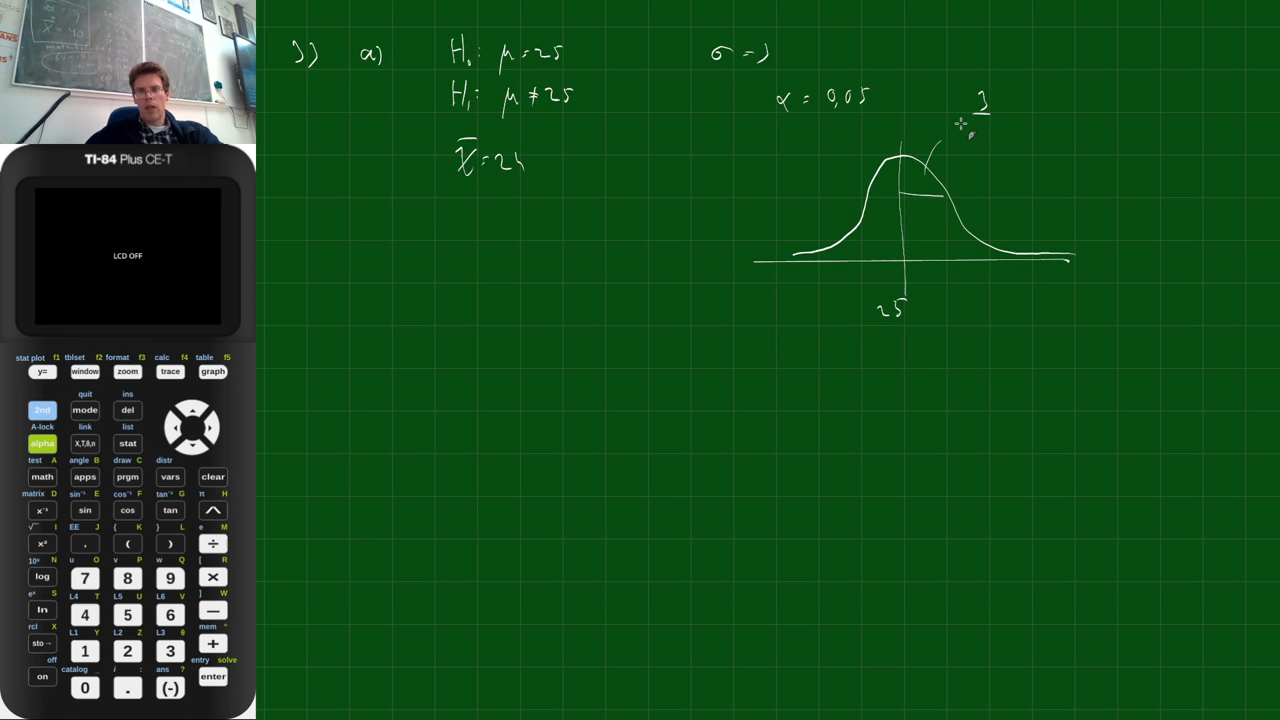 3) a) H₀: μ = 25 σ = 3
H₁: μ ≠ 25 α = 0,05 3
X̄ = 24
25
TI-84 Plus CE-T
LCD OFF
stat plot f1 tblset f2 format f3 calc f4 table f5
y= window zoom trace graph
quit ins
2nd mode del
A-lock link list
alpha X,T,θ,n stat
test A angle B draw C distr
math apps prgm vars clear
matrix D sin⁻¹ E cos⁻¹ F tan⁻¹ G π H
x⁻¹ sin cos tan ^
√ I EE J { K } L e M
x² , ( ) ÷
10ˣ N u O v P w Q [ R
log 7 8 9 ×
eˣ S L4 T L5 U L6 V ] W
ln 4 5 6 —
rcl X L1 Y L2 Z L3 θ mem "
sto→ 1 2 3 +
off catalog i : ans ? entry solve
on 0 . (-) enter